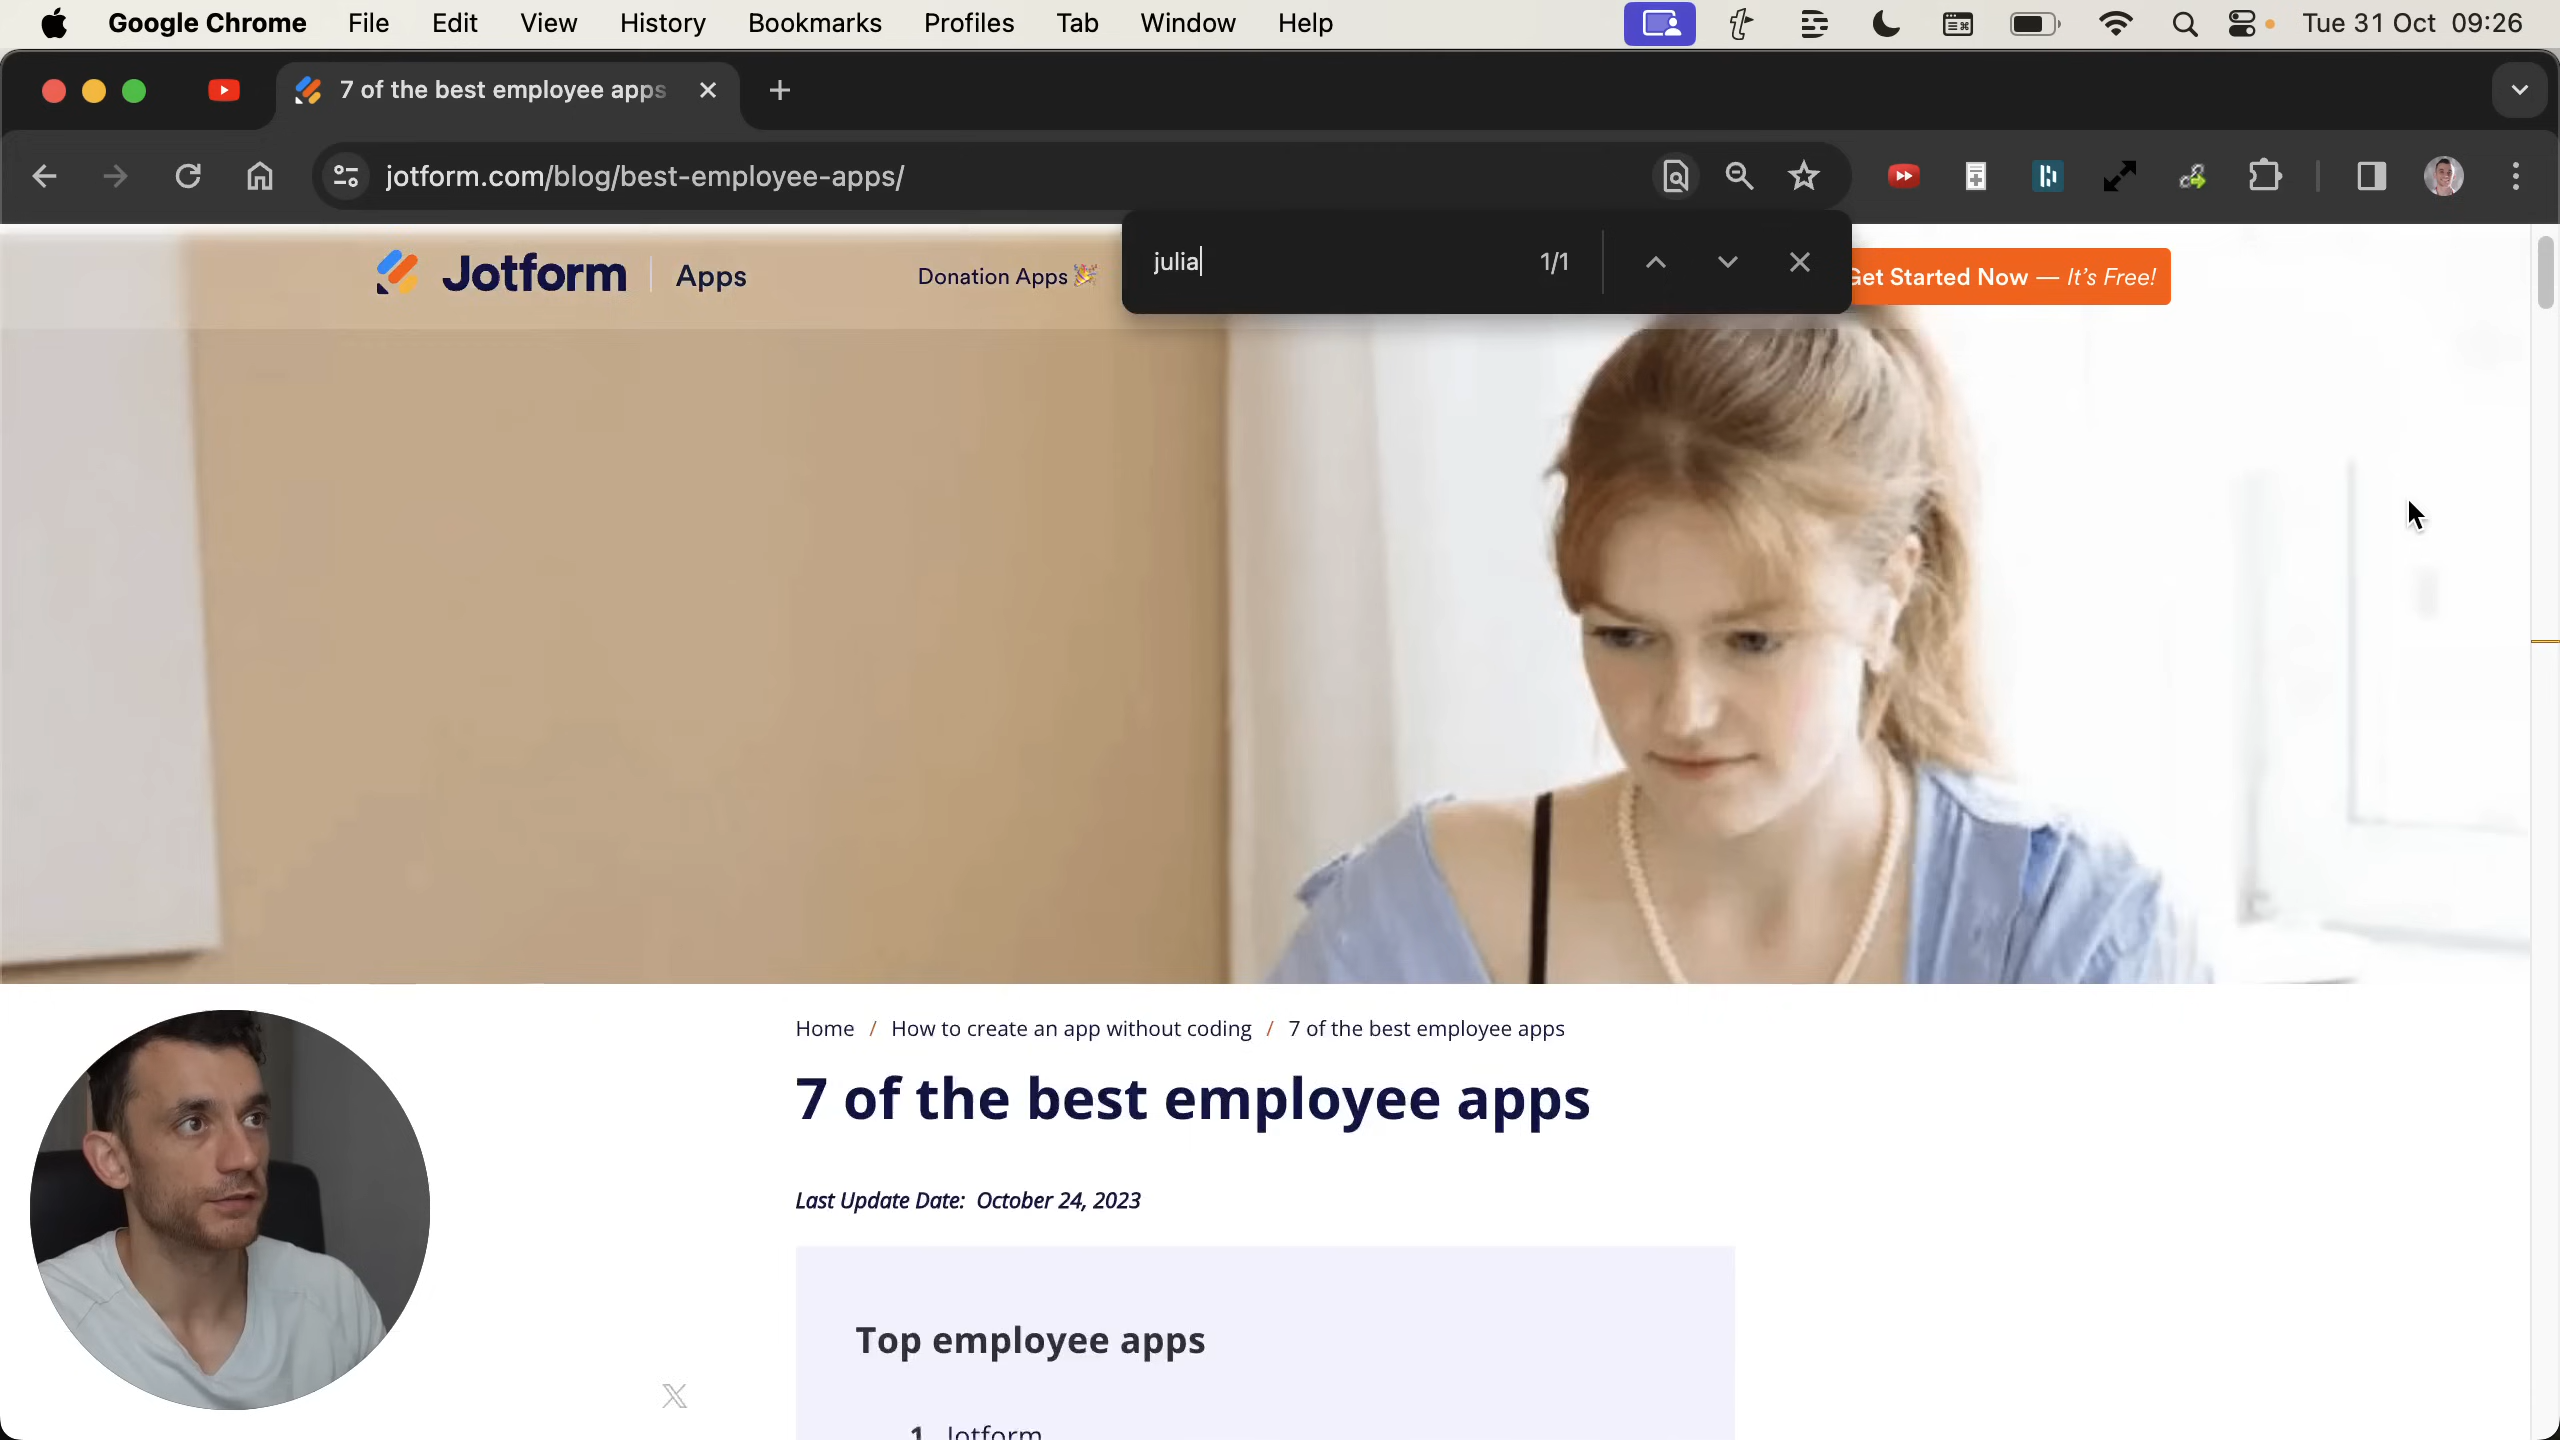 Google Chrome File Edit View History Bookmarks Profiles Tab Window Help Tue 31 Oct 09:26
7 of the best employee apps
jotform.com/blog/best-employee-apps/
julia 1/1
Jotform Apps Donation Apps Get Started Now — It's Free!
Home / How to create an app without coding / 7 of the best employee apps
7 of the best employee apps
Last Update Date: October 24, 2023
Top employee apps
1. Jotform